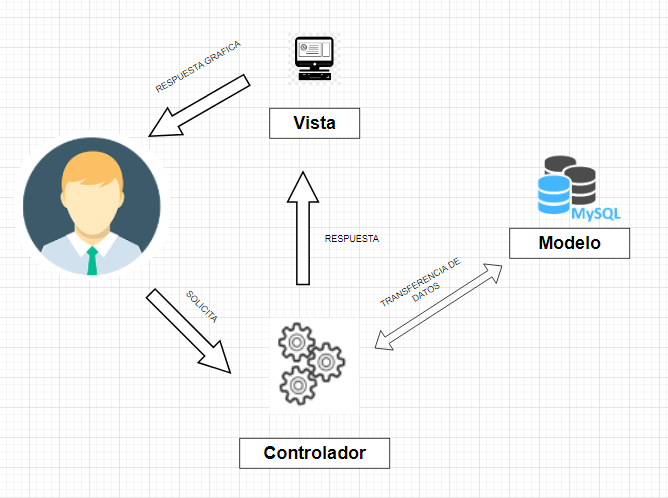 RESPUESTA GRAFICA
Vista
MySQL
Modelo
RESPUESTA
TRANSFERENCIA DE
DATOS
SOLICITA
Controlador